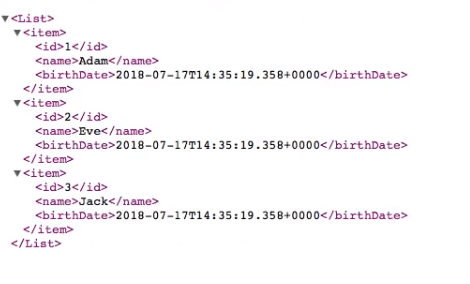 <List>
<item>
<id>1</id>
<name>Adam</name>
<birthDate>2018-07-17T14:35:19.358+0000</birthDate>
</item>
<item>
<id>2</id>
<name>Eve</name>
<birthDate>2018-07-17T14:35:19.358+0000</birthDate>
</item>
<item>
<id>3</id>
<name>Jack</name>
<birthDate>2018-07-17T14:35:19.358+0000</birthDate>
</item>
</List>